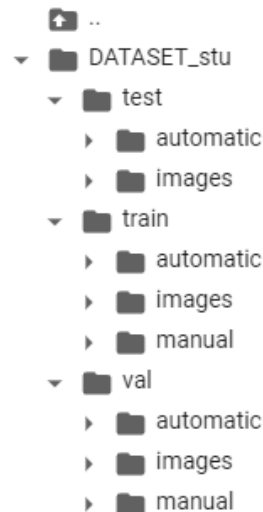 ..
DATASET_stu
test
automatic
images
train
automatic
images
manual
val
automatic
images
manual